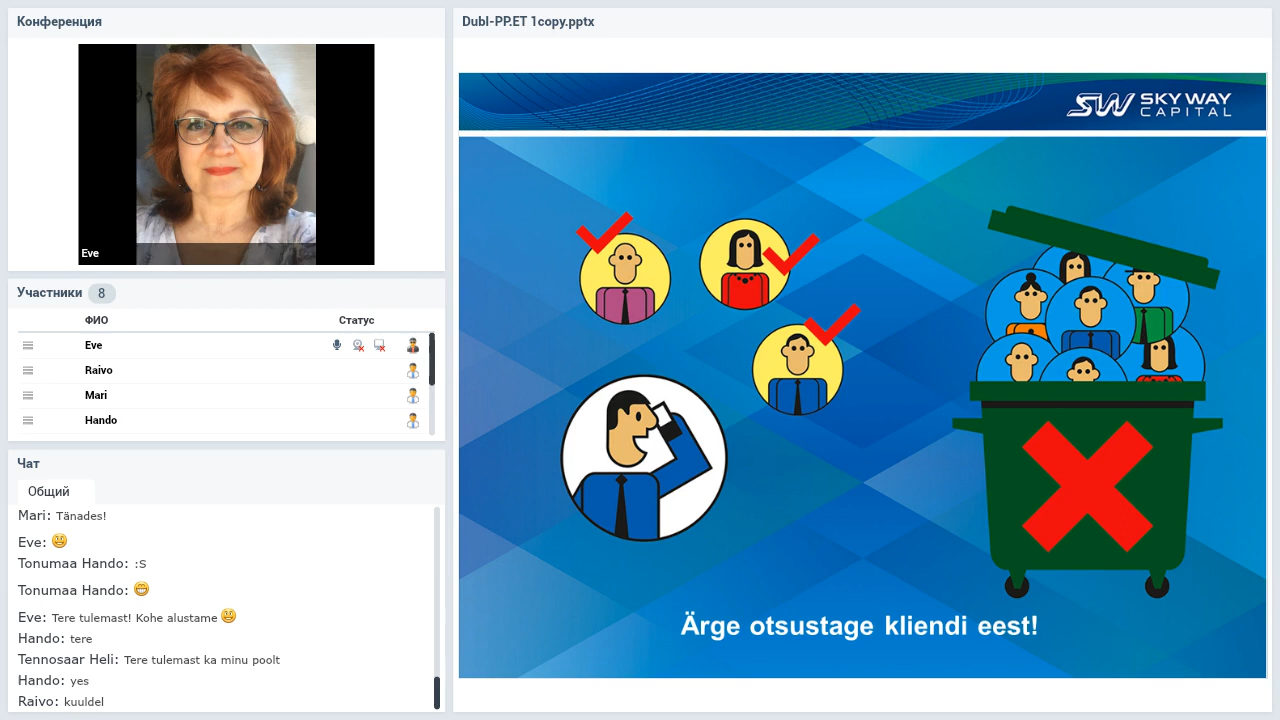 Конференция
Eve
Участники 8
ФИО Статус
Eve
Raivo
Mari
Hando
Чат
Общий
Mari: Tänades!
Eve:
Tonumaa Hando: :S
Tonumaa Hando:
Eve: Tere tulemast! Kohe alustame
Hando: tere
Tennosaar Heli: Tere tulemast ka minu poolt
Hando: yes
Raivo: kuuldel
Dubl-PP.ET 1copy.pptx
SW SKY WAY
CAPITAL
Ärge otsustage kliendi eest!